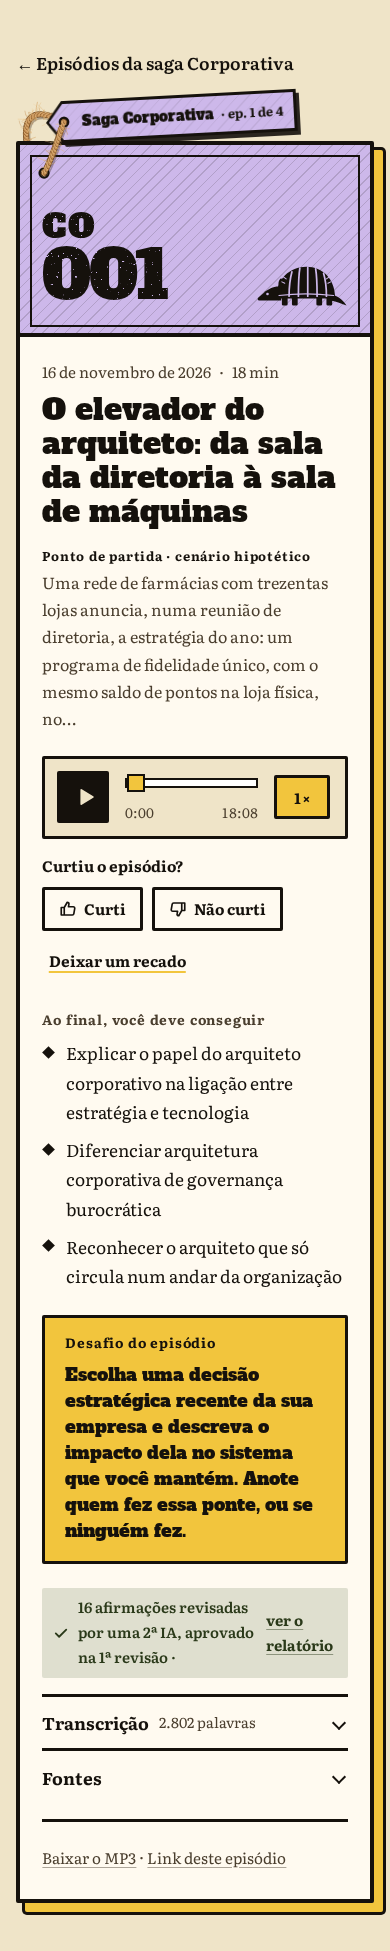 ← Episódios da saga Corporativa
Saga Corporativa · ep. 1 de 4
CO
001
16 de novembro de 2026 · 18 min
O elevador do
arquiteto: da sala
da diretoria à sala
de máquinas
Ponto de partida · cenário hipotético
Uma rede de farmácias com trezentas
lojas anuncia, numa reunião de
diretoria, a estratégia do ano: um
programa de fidelidade único, com o
mesmo saldo de pontos na loja física,
no…
0:00 18:08
1×
Curtiu o episódio?
Curti Não curti
Deixar um recado
Ao final, você deve conseguir
Explicar o papel do arquiteto
corporativo na ligação entre
estratégia e tecnologia
Diferenciar arquitetura
corporativa de governança
burocrática
Reconhecer o arquiteto que só
circula num andar da organização
Desafio do episódio
Escolha uma decisão
estratégica recente da sua
empresa e descreva o
impacto dela no sistema
que você mantém. Anote
quem fez essa ponte, ou se
ninguém fez.
16 afirmações revisadas
por uma 2ª IA, aprovado
na 1ª revisão ·
ver o
relatório
Transcrição 2.802 palavras
Fontes
Baixar o MP3 · Link deste episódio